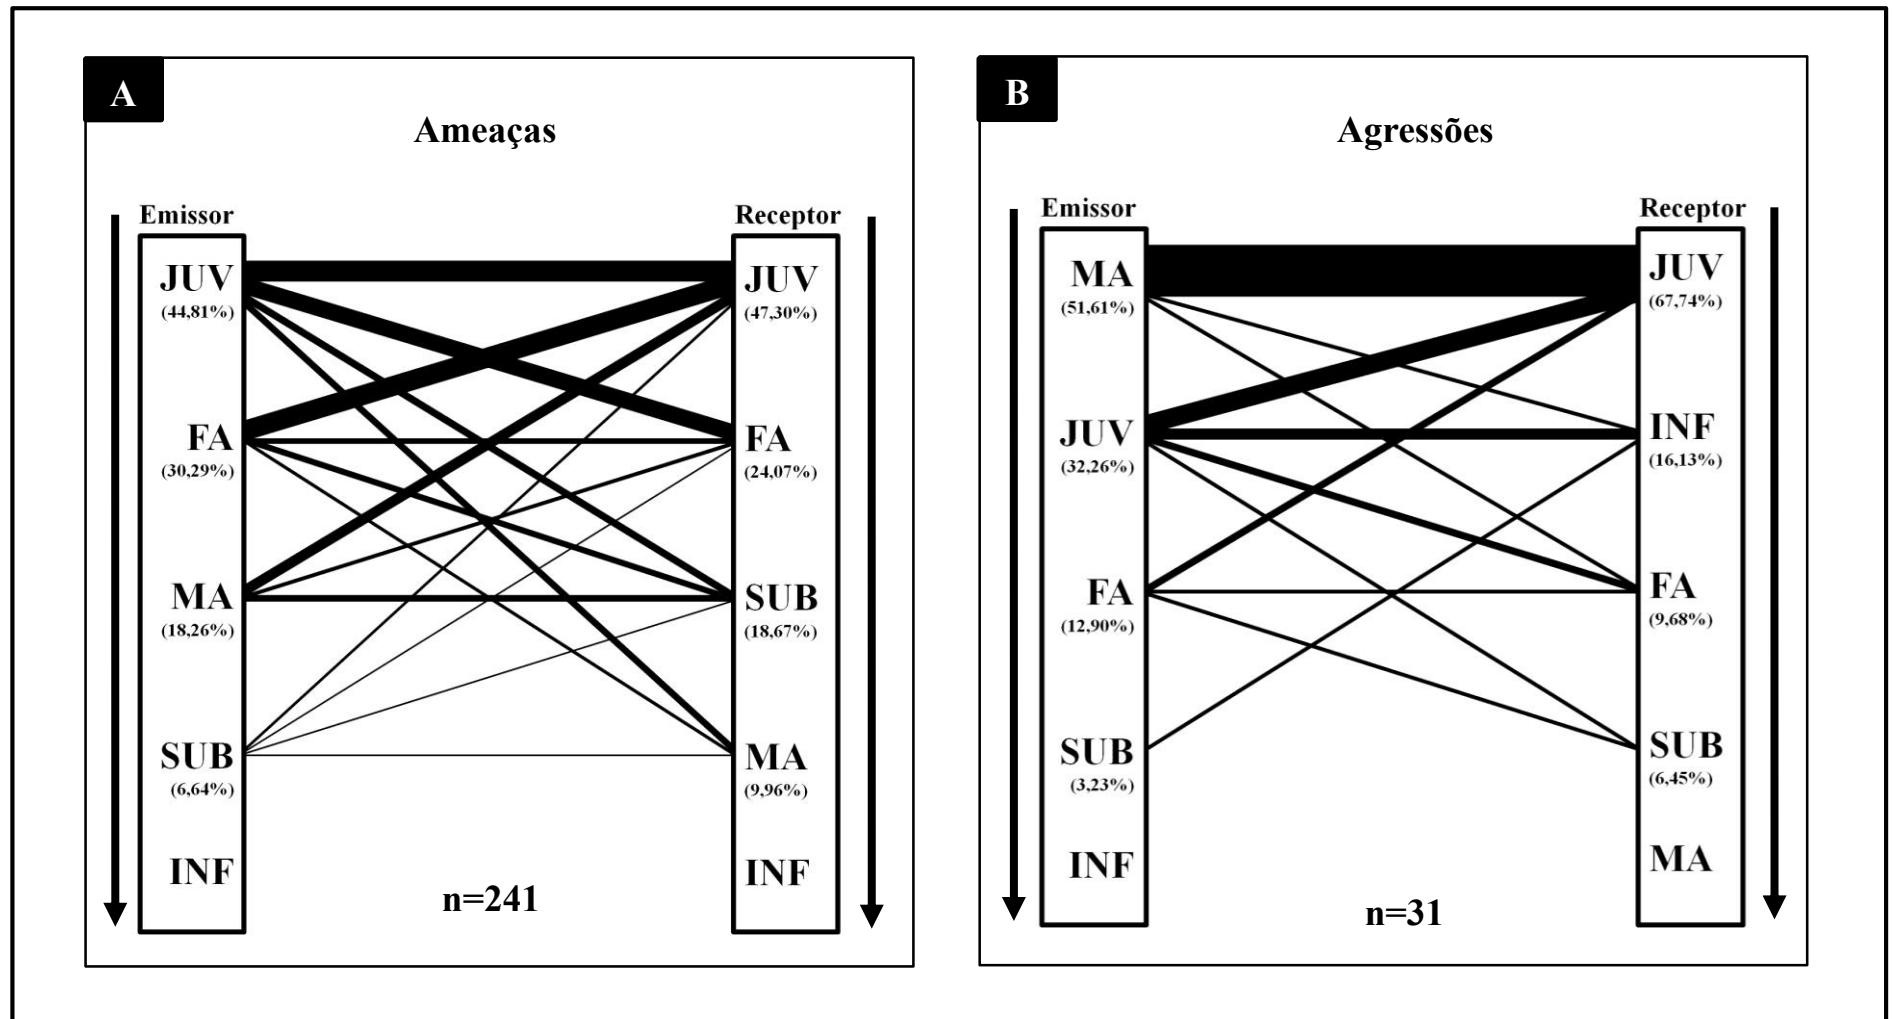 A
Ameaças
Emissor
Receptor
JUV
(44,81%)
FA
(30,29%)
MA
(18,26%)
SUB
(6,64%)
INF
JUV
(47,30%)
FA
(24,07%)
SUB
(18,67%)
MA
(9,96%)
INF
n=241
B
Agressões
Emissor
Receptor
MA
(51,61%)
JUV
(32,26%)
FA
(12,90%)
SUB
(3,23%)
INF
JUV
(67,74%)
INF
(16,13%)
FA
(9,68%)
SUB
(6,45%)
MA
n=31